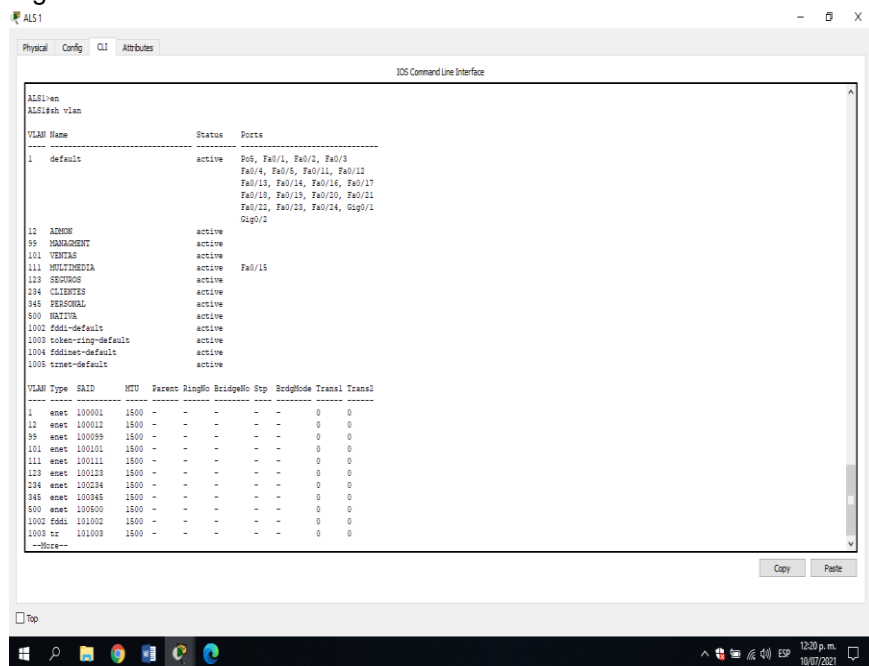 ALS 1
Physical Config CLI Attributes
IOS Command Line Interface
ALS1>en
ALS1#sh vlan
VLAN Name Status Ports
---- -------------------------------- --------- -------------------------------
1 default active Po5, Fa0/1, Fa0/2, Fa0/3
Fa0/4, Fa0/5, Fa0/11, Fa0/12
Fa0/13, Fa0/14, Fa0/16, Fa0/17
Fa0/18, Fa0/19, Fa0/20, Fa0/21
Fa0/22, Fa0/23, Fa0/24, Gig0/1
Gig0/2
12 ADMON active
99 MANAGMENT active
101 VENTAS active
111 MULTIMEDIA active Fa0/15
123 SEGUROS active
234 CLIENTES active
345 PERSONAL active
500 NATIVA active
1002 fddi-default active
1003 token-ring-default active
1004 fddinet-default active
1005 trnet-default active
VLAN Type SAID MTU Parent RingNo BridgeNo Stp BrdgMode Trans1 Trans2
---- ----- ---------- ----- ------ ------ -------- ---- -------- ------ ------
1 enet 100001 1500 - - - - - 0 0
12 enet 100012 1500 - - - - - 0 0
99 enet 100099 1500 - - - - - 0 0
101 enet 100101 1500 - - - - - 0 0
111 enet 100111 1500 - - - - - 0 0
123 enet 100123 1500 - - - - - 0 0
234 enet 100234 1500 - - - - - 0 0
345 enet 100345 1500 - - - - - 0 0
500 enet 100500 1500 - - - - - 0 0
1002 fddi 101002 1500 - - - - - 0 0
1003 tr 101003 1500 - - - - - 0 0
--More--
Copy Paste
Top
ESP 12:20 p. m.
10/07/2021